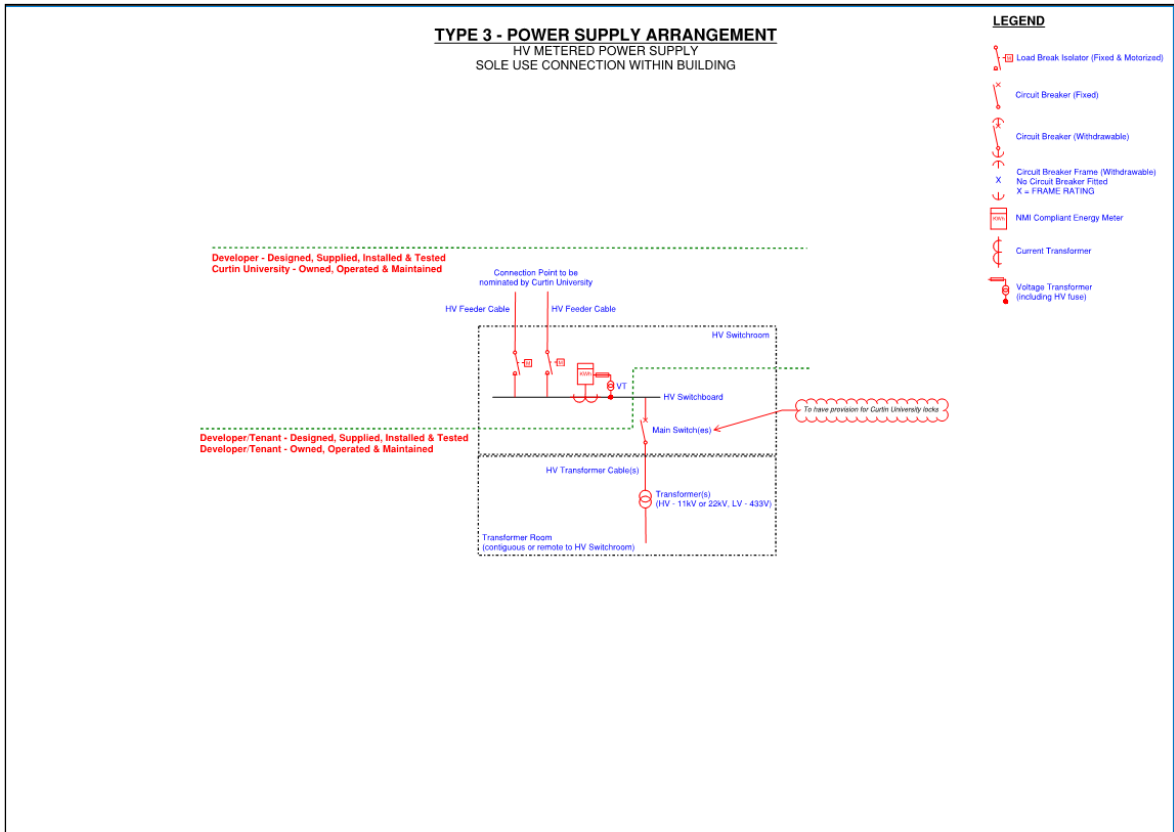 TYPE 3 - POWER SUPPLY ARRANGEMENT
HV METERED POWER SUPPLY
SOLE USE CONNECTION WITHIN BUILDING
LEGEND
M
Load Break Isolator (Fixed & Motorized)
Circuit Breaker (Fixed)
Circuit Breaker (Withdrawable)
Circuit Breaker Frame (Withdrawable)
X
No Circuit Breaker Fitted
X = FRAME RATING
KWh
NMI Compliant Energy Meter
Current Transformer
Voltage Transformer
(including HV fuse)
Developer - Designed, Supplied, Installed & Tested
Curtin University - Owned, Operated & Maintained
Connection Point to be
nominated by Curtin University
HV Feeder Cable
HV Feeder Cable
HV Switchroom
M
M
KWh
VT
HV Switchboard
To have provision for Curtin University locks
Main Switch(es)
Developer/Tenant - Designed, Supplied, Installed & Tested
Developer/Tenant - Owned, Operated & Maintained
HV Transformer Cable(s)
Transformer(s)
(HV - 11kV or 22kV, LV - 433V)
Transformer Room
(contiguous or remote to HV Switchroom)